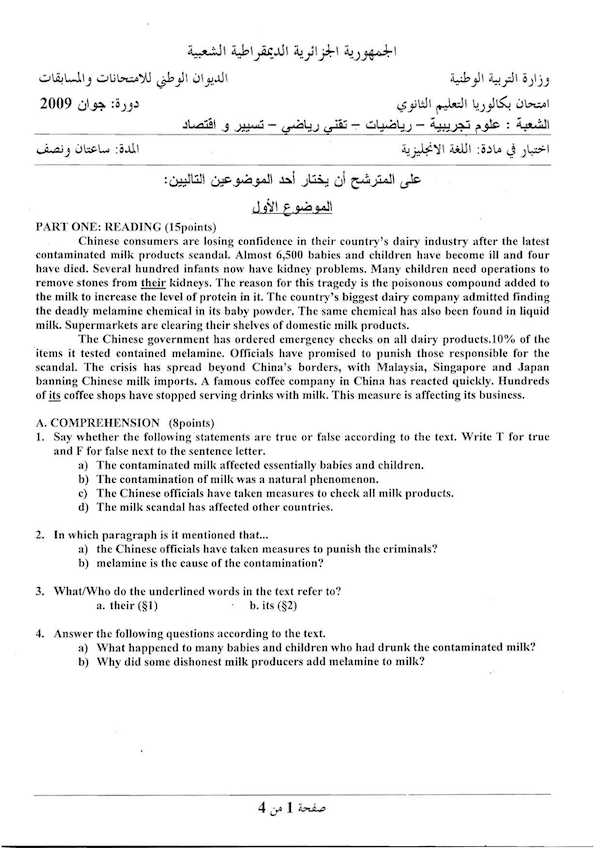 الجمهورية الجزائرية الديمقراطية الشعبية
وزارة التربية الوطنية الديوان الوطني للامتحانات والمسابقات
امتحان بكالوريا التعليم الثانوي دورة: جوان 2009
الشعبة : علوم تجريبية – رياضيات – تقني رياضي – تسيير و اقتصاد
اختبار في مادة: اللغة الانجليزية المدة: ساعتان ونصف
على المترشح أن يختار أحد الموضوعين التاليين:
الموضوع الأول
PART ONE: READING (15points)
Chinese consumers are losing confidence in their country's dairy industry after the latest
contaminated milk products scandal. Almost 6,500 babies and children have become ill and four
have died. Several hundred infants now have kidney problems. Many children need operations to
remove stones from their kidneys. The reason for this tragedy is the poisonous compound added to
the milk to increase the level of protein in it. The country's biggest dairy company admitted finding
the deadly melamine chemical in its baby powder. The same chemical has also been found in liquid
milk. Supermarkets are clearing their shelves of domestic milk products.
The Chinese government has ordered emergency checks on all dairy products.10% of the
items it tested contained melamine. Officials have promised to punish those responsible for the
scandal. The crisis has spread beyond China's borders, with Malaysia, Singapore and Japan
banning Chinese milk imports. A famous coffee company in China has reacted quickly. Hundreds
of its coffee shops have stopped serving drinks with milk. This measure is affecting its business.
A. COMPREHENSION (8points)
1. Say whether the following statements are true or false according to the text. Write T for true
and F for false next to the sentence letter.
a) The contaminated milk affected essentially babies and children.
b) The contamination of milk was a natural phenomenon.
c) The Chinese officials have taken measures to check all milk products.
d) The milk scandal has affected other countries.
2. In which paragraph is it mentioned that...
a) the Chinese officials have taken measures to punish the criminals?
b) melamine is the cause of the contamination?
3. What/Who do the underlined words in the text refer to?
a. their (§1) b. its (§2)
4. Answer the following questions according to the text.
a) What happened to many babies and children who had drunk the contaminated milk?
b) Why did some dishonest milk producers add melamine to milk?
صفحة 1 من 4